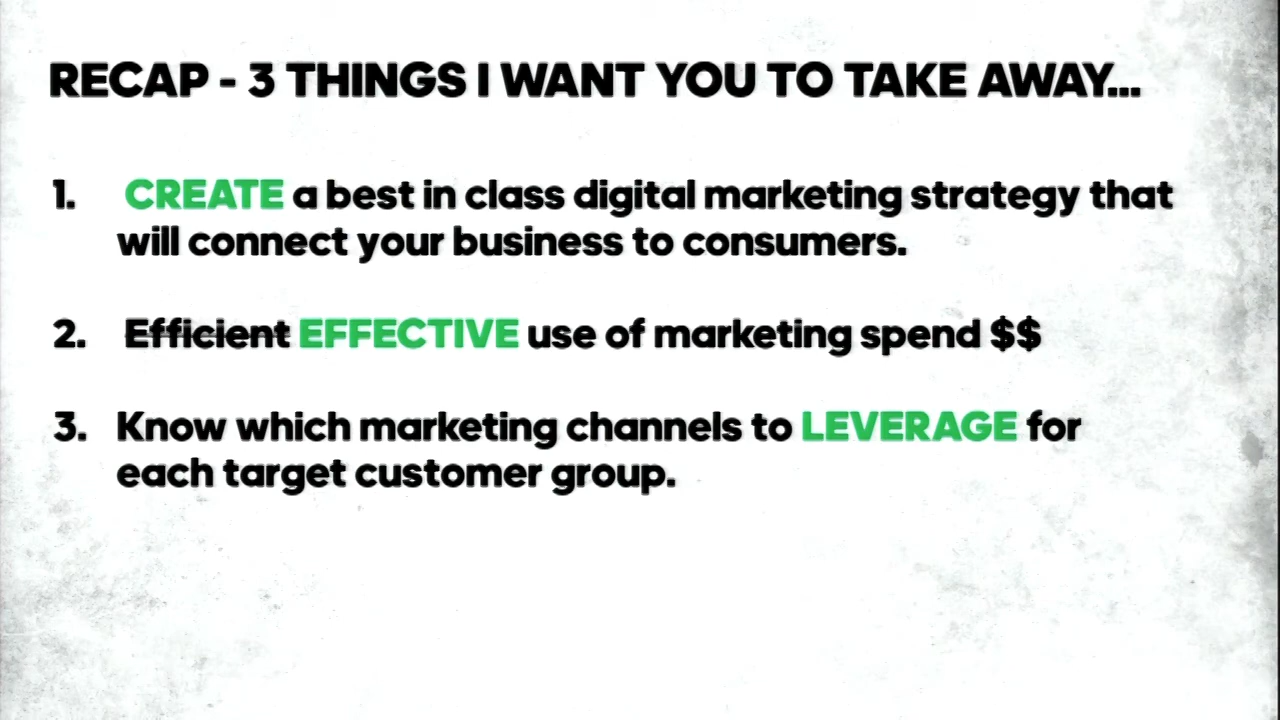 RECAP - 3 THINGS I WANT YOU TO TAKE AWAY...
1. CREATE a best in class digital marketing strategy that
will connect your business to consumers.
2. Efficient EFFECTIVE use of marketing spend $$
3. Know which marketing channels to LEVERAGE for
each target customer group.